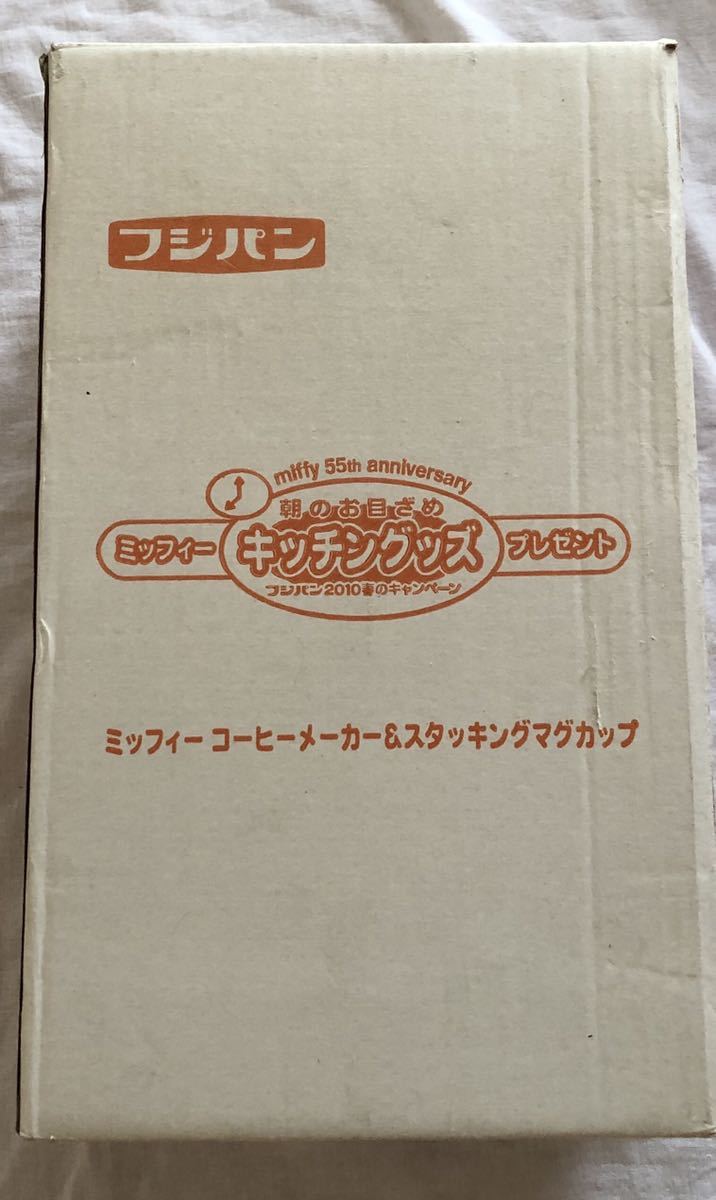 フジパン
miffy 55th anniversary
朝のお目ざめ
ミッフィー キッチングッズ プレゼント
フジパン2010春のキャンペーン
ミッフィー コーヒーメーカー&スタッキングマグカップ